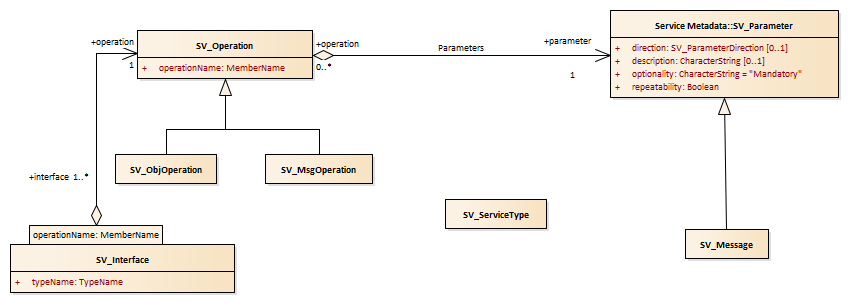 SV_Operation
+ operationName: MemberName
+operation
1
+operation
0..*
Parameters
+parameter
1
Service Metadata::SV_Parameter
+ direction: SV_ParameterDirection [0..1]
+ description: CharacterString [0..1]
+ optionality: CharacterString = "Mandatory"
+ repeatability: Boolean
SV_ObjOperation
SV_MsgOperation
+interface 1..*
SV_ServiceType
operationName: MemberName
SV_Interface
+ typeName: TypeName
SV_Message